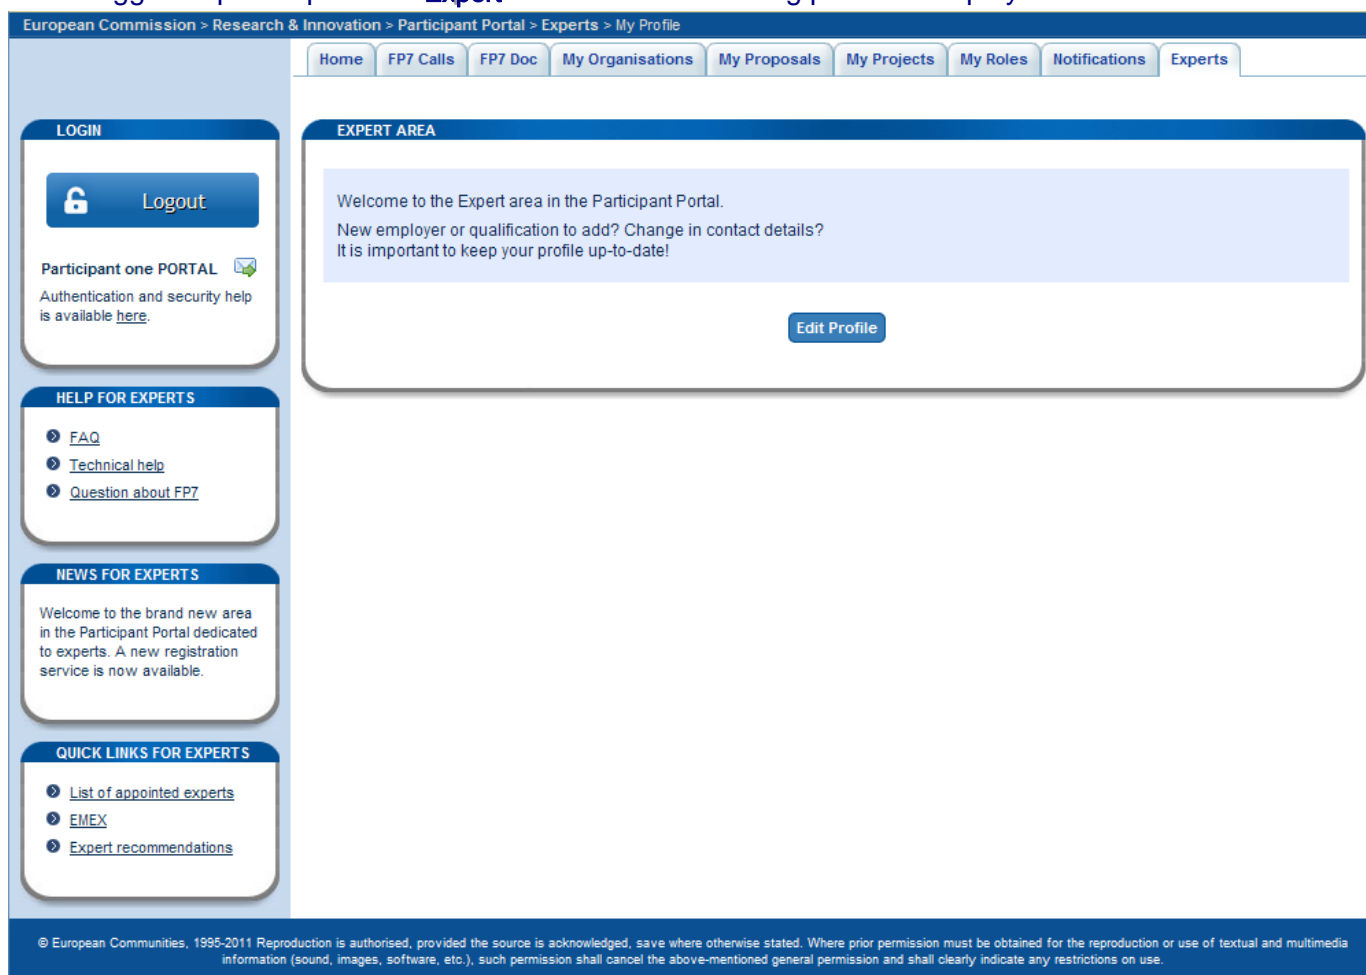 Expert
European Commission > Research & Innovation > Participant Portal > Experts > My Profile
Home FP7 Calls FP7 Doc My Organisations My Proposals My Projects My Roles Notifications Experts
LOGIN
Logout
Participant one PORTAL
Authentication and security help
is available here.
HELP FOR EXPERTS
FAQ
Technical help
Question about FP7
NEWS FOR EXPERTS
Welcome to the brand new area
in the Participant Portal dedicated
to experts. A new registration
service is now available.
QUICK LINKS FOR EXPERTS
List of appointed experts
EMEX
Expert recommendations
EXPERT AREA
Welcome to the Expert area in the Participant Portal.
New employer or qualification to add? Change in contact details?
It is important to keep your profile up-to-date!
Edit Profile
© European Communities, 1995-2011 Reproduction is authorised, provided the source is acknowledged, save where otherwise stated. Where prior permission must be obtained for the reproduction or use of textual and multimedia
information (sound, images, software, etc.), such permission shall cancel the above-mentioned general permission and shall clearly indicate any restrictions on use.